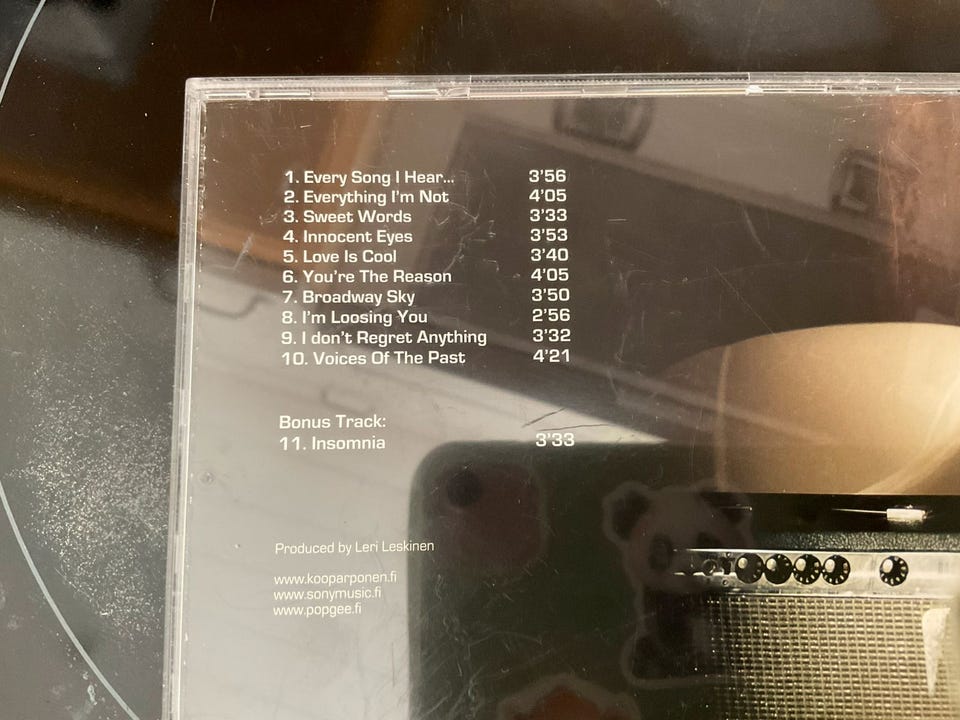 1. Every Song I Hear... 3'56
2. Everything I'm Not 4'05
3. Sweet Words 3'33
4. Innocent Eyes 3'53
5. Love Is Cool 3'40
6. You're The Reason 4'05
7. Broadway Sky 3'50
8. I'm Loosing You 2'56
9. I don't Regret Anything 3'32
10. Voices Of The Past 4'21
Bonus Track:
11. Insomnia 3'33
Produced by Leri Leskinen
www.kooparponen.fi
www.sonymusic.fi
www.popgee.fi